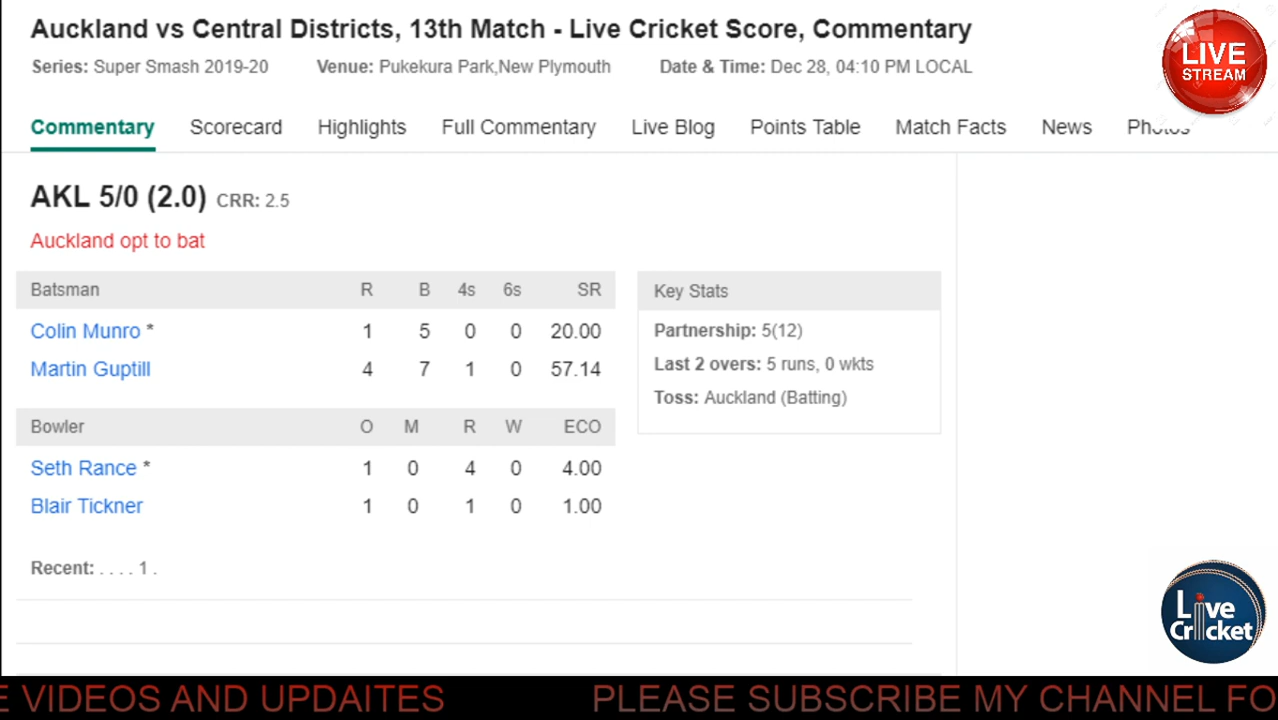 Auckland vs Central Districts, 13th Match - Live Cricket Score, Commentary
Series: Super Smash 2019-20 Venue: Pukekura Park,New Plymouth Date & Time: Dec 28, 04:10 PM LOCAL
LIVE
STREAM
Commentary Scorecard Highlights Full Commentary Live Blog Points Table Match Facts News Photos
AKL 5/0 (2.0) CRR: 2.5
Auckland opt to bat
Batsman R B 4s 6s SR
Colin Munro * 1 5 0 0 20.00
Martin Guptill 4 7 1 0 57.14
Bowler O M R W ECO
Seth Rance * 1 0 4 0 4.00
Blair Tickner 1 0 1 0 1.00
Recent: . . . . 1 .
Key Stats
Partnership: 5(12)
Last 2 overs: 5 runs, 0 wkts
Toss: Auckland (Batting)
Live
Cricket
E VIDEOS AND UPDAITES PLEASE SUBSCRIBE MY CHANNEL FO